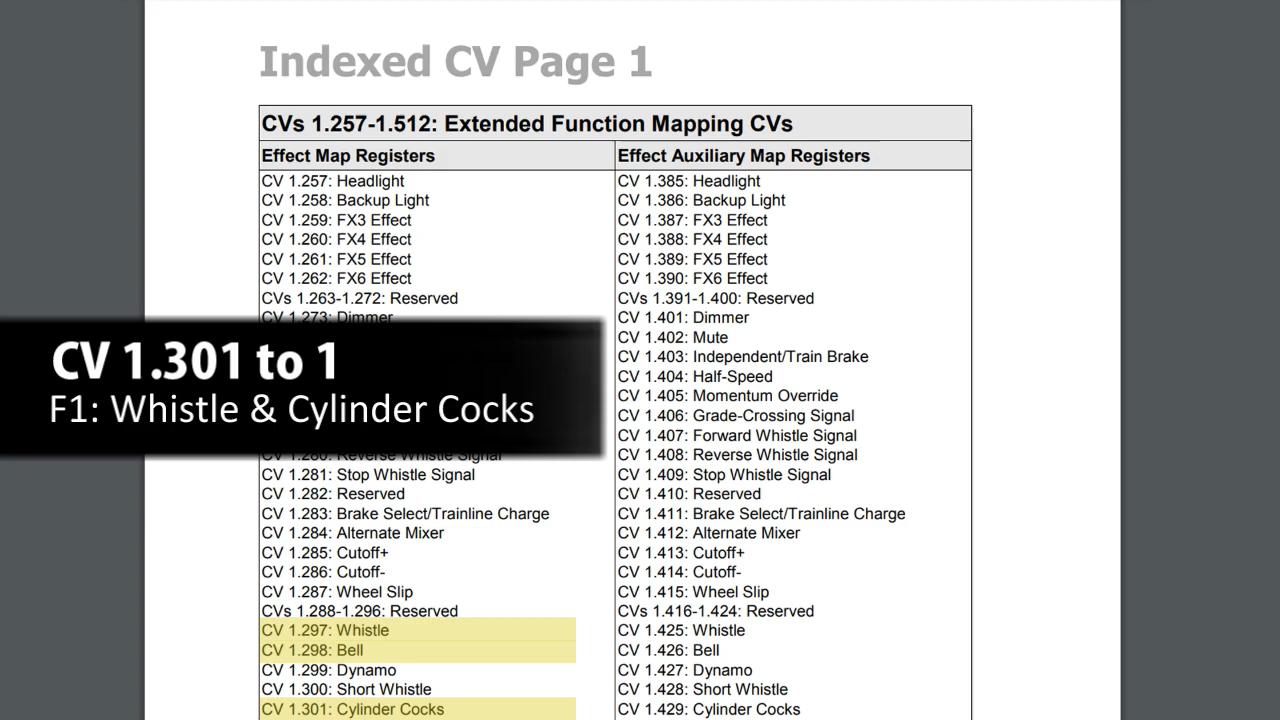 Indexed CV Page 1
CVs 1.257-1.512: Extended Function Mapping CVs
Effect Map Registers
CV 1.257: Headlight
CV 1.258: Backup Light
CV 1.259: FX3 Effect
CV 1.260: FX4 Effect
CV 1.261: FX5 Effect
CV 1.262: FX6 Effect
CVs 1.263-1.272: Reserved
CV 1.273: Dimmer
CV 1.301 to 1
F1: Whistle & Cylinder Cocks
CV 1.280: Reverse Whistle Signal
CV 1.281: Stop Whistle Signal
CV 1.282: Reserved
CV 1.283: Brake Select/Trainline Charge
CV 1.284: Alternate Mixer
CV 1.285: Cutoff+
CV 1.286: Cutoff-
CV 1.287: Wheel Slip
CVs 1.288-1.296: Reserved
CV 1.297: Whistle
CV 1.298: Bell
CV 1.299: Dynamo
CV 1.300: Short Whistle
CV 1.301: Cylinder Cocks
Effect Auxiliary Map Registers
CV 1.385: Headlight
CV 1.386: Backup Light
CV 1.387: FX3 Effect
CV 1.388: FX4 Effect
CV 1.389: FX5 Effect
CV 1.390: FX6 Effect
CVs 1.391-1.400: Reserved
CV 1.401: Dimmer
CV 1.402: Mute
CV 1.403: Independent/Train Brake
CV 1.404: Half-Speed
CV 1.405: Momentum Override
CV 1.406: Grade-Crossing Signal
CV 1.407: Forward Whistle Signal
CV 1.408: Reverse Whistle Signal
CV 1.409: Stop Whistle Signal
CV 1.410: Reserved
CV 1.411: Brake Select/Trainline Charge
CV 1.412: Alternate Mixer
CV 1.413: Cutoff+
CV 1.414: Cutoff-
CV 1.415: Wheel Slip
CVs 1.416-1.424: Reserved
CV 1.425: Whistle
CV 1.426: Bell
CV 1.427: Dynamo
CV 1.428: Short Whistle
CV 1.429: Cylinder Cocks